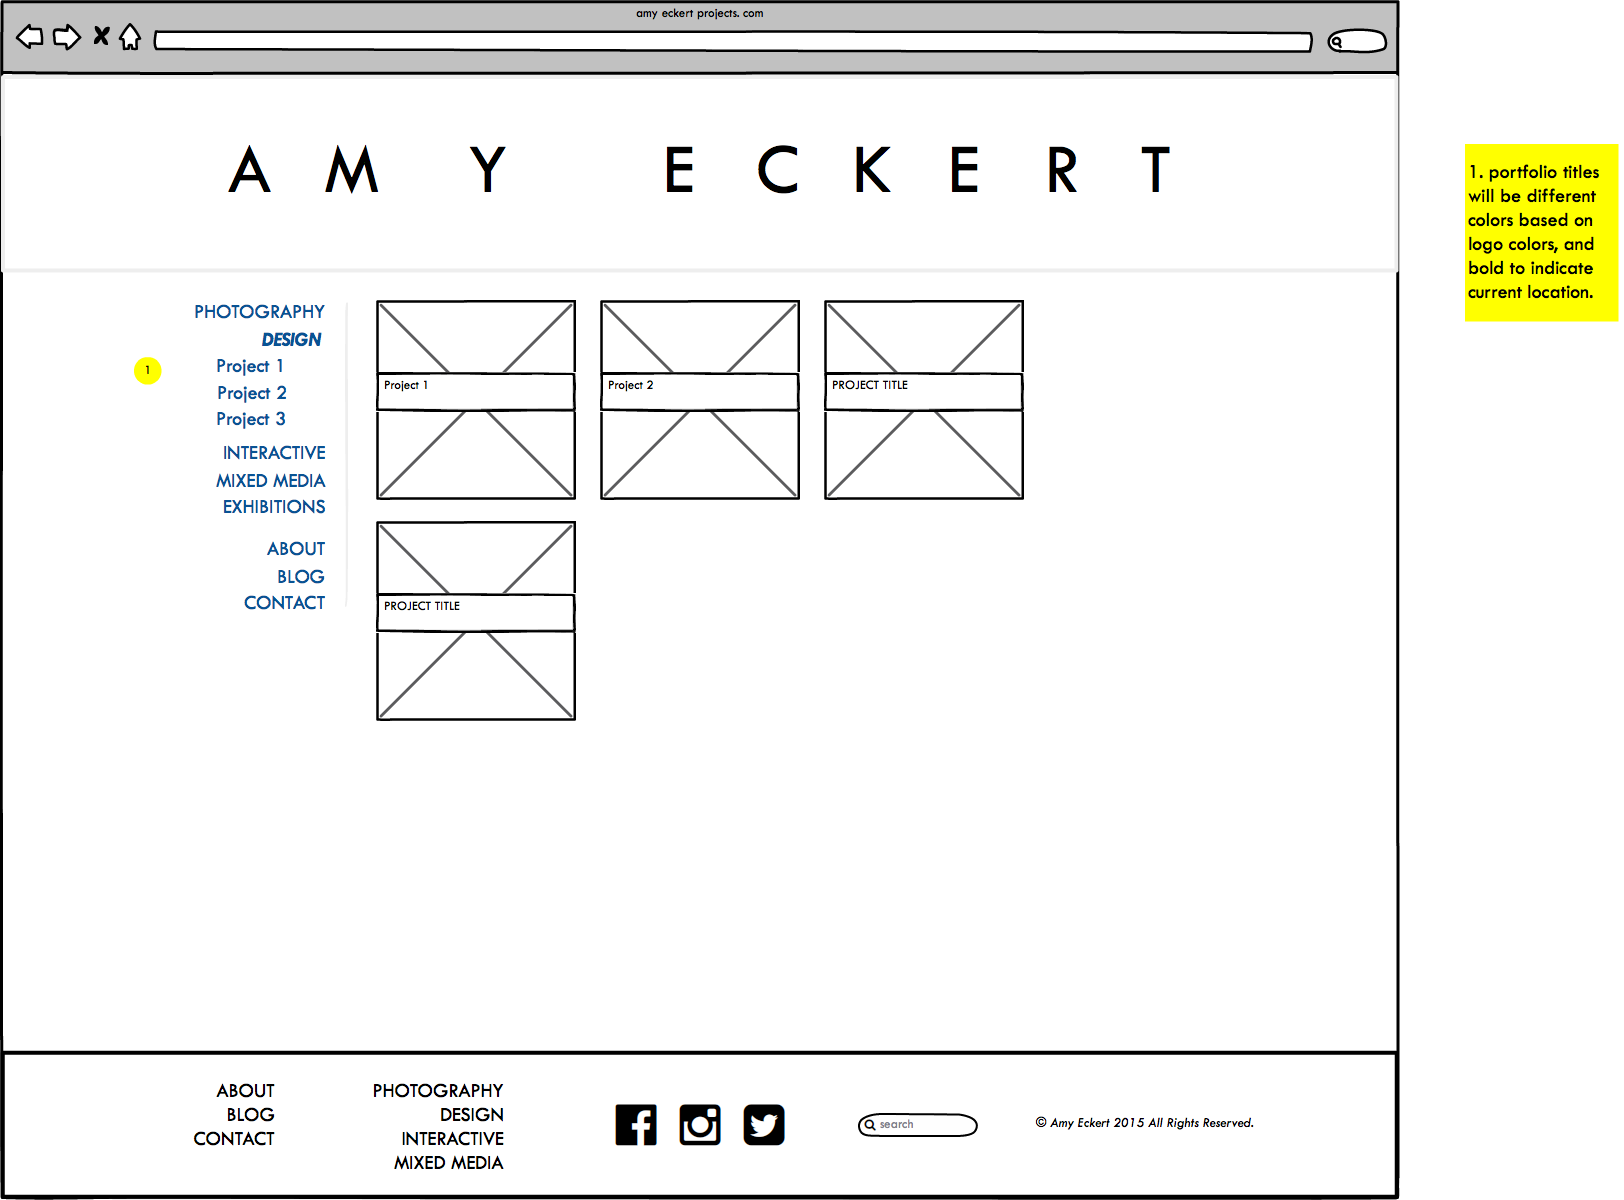 amy eckert projects. com
AMY ECKERT
1. portfolio titles
will be different
colors based on
logo colors, and
bold to indicate
current location.
PHOTOGRAPHY
DESIGN
1
Project 1
Project 2
Project 3
INTERACTIVE
MIXED MEDIA
EXHIBITIONS
ABOUT
BLOG
CONTACT
Project 1
Project 2
PROJECT TITLE
PROJECT TITLE
ABOUT
BLOG
CONTACT
PHOTOGRAPHY
DESIGN
INTERACTIVE
MIXED MEDIA
search
© Amy Eckert 2015 All Rights Reserved.